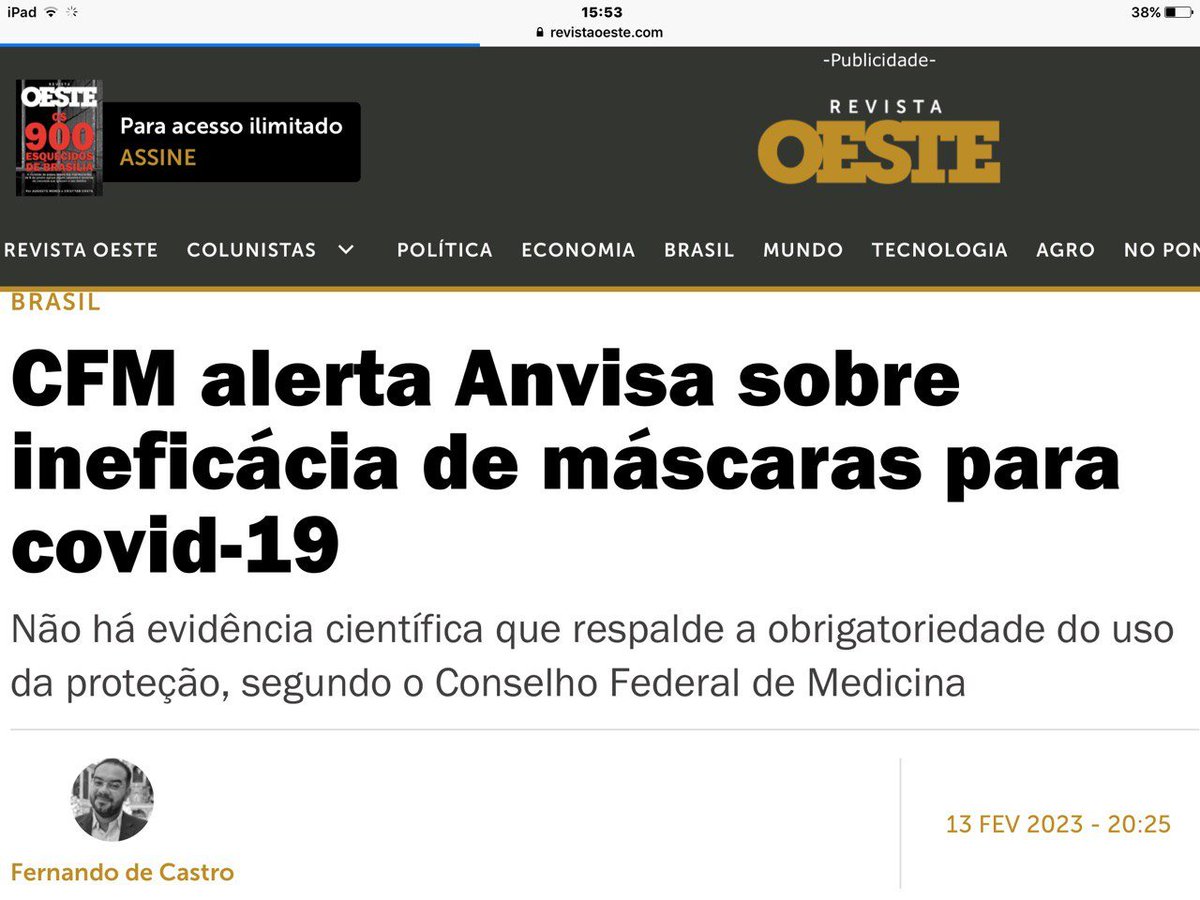 iPad
15:53
38%
revistaoeste.com
-Publicidade-
REVISTA
OESTE
OESTE
OS
900
ESQUECIDOS
DE BRASÍLIA
Para acesso ilimitado
ASSINE
REVISTA OESTE COLUNISTAS POLÍTICA ECONOMIA BRASIL MUNDO TECNOLOGIA AGRO NO PON
BRASIL
CFM alerta Anvisa sobre
ineficácia de máscaras para
covid-19
Não há evidência científica que respalde a obrigatoriedade do uso
da proteção, segundo o Conselho Federal de Medicina
Fernando de Castro
13 FEV 2023 - 20:25